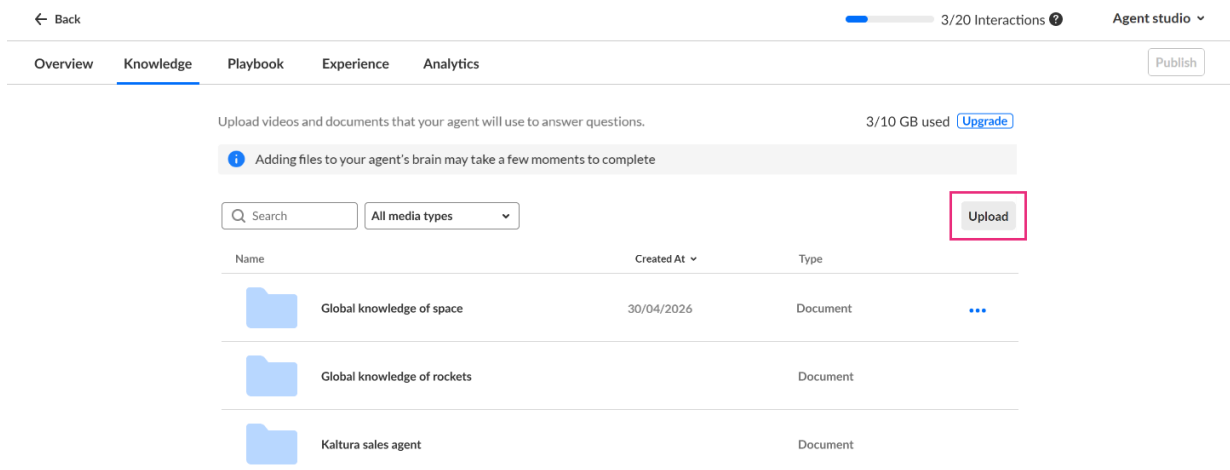 Back
3/20 Interactions ?
Agent studio
Overview Knowledge Playbook Experience Analytics Publish
Upload videos and documents that your agent will use to answer questions.
3/10 GB used Upgrade
i Adding files to your agent's brain may take a few moments to complete
Search All media types Upload
Name Created At Type
Global knowledge of space 30/04/2026 Document
Global knowledge of rockets Document
Kaltura sales agent Document